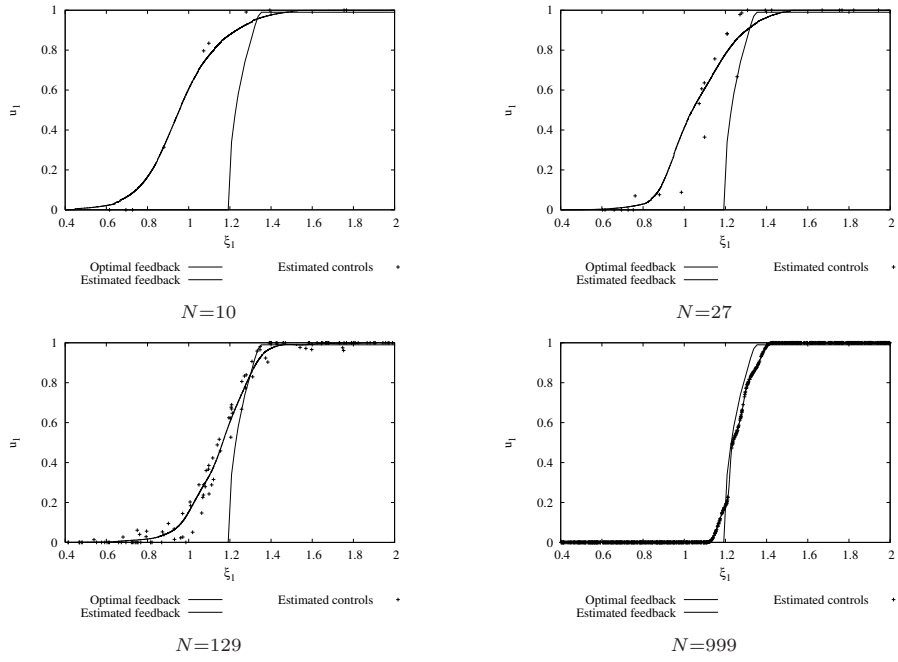 1
0.8
0.6
u1
0.4
0.2
0
0.4 0.6 0.8 1 1.2 1.4 1.6 1.8 2
ξ1
Optimal feedback
Estimated feedback
Estimated controls
N=10
1
0.8
0.6
u1
0.4
0.2
0
0.4 0.6 0.8 1 1.2 1.4 1.6 1.8 2
ξ1
Optimal feedback
Estimated feedback
Estimated controls
N=27
1
0.8
0.6
u1
0.4
0.2
0
0.4 0.6 0.8 1 1.2 1.4 1.6 1.8 2
ξ1
Optimal feedback
Estimated feedback
Estimated controls
N=129
1
0.8
0.6
u1
0.4
0.2
0
0.4 0.6 0.8 1 1.2 1.4 1.6 1.8 2
ξ1
Optimal feedback
Estimated feedback
Estimated controls
N=999